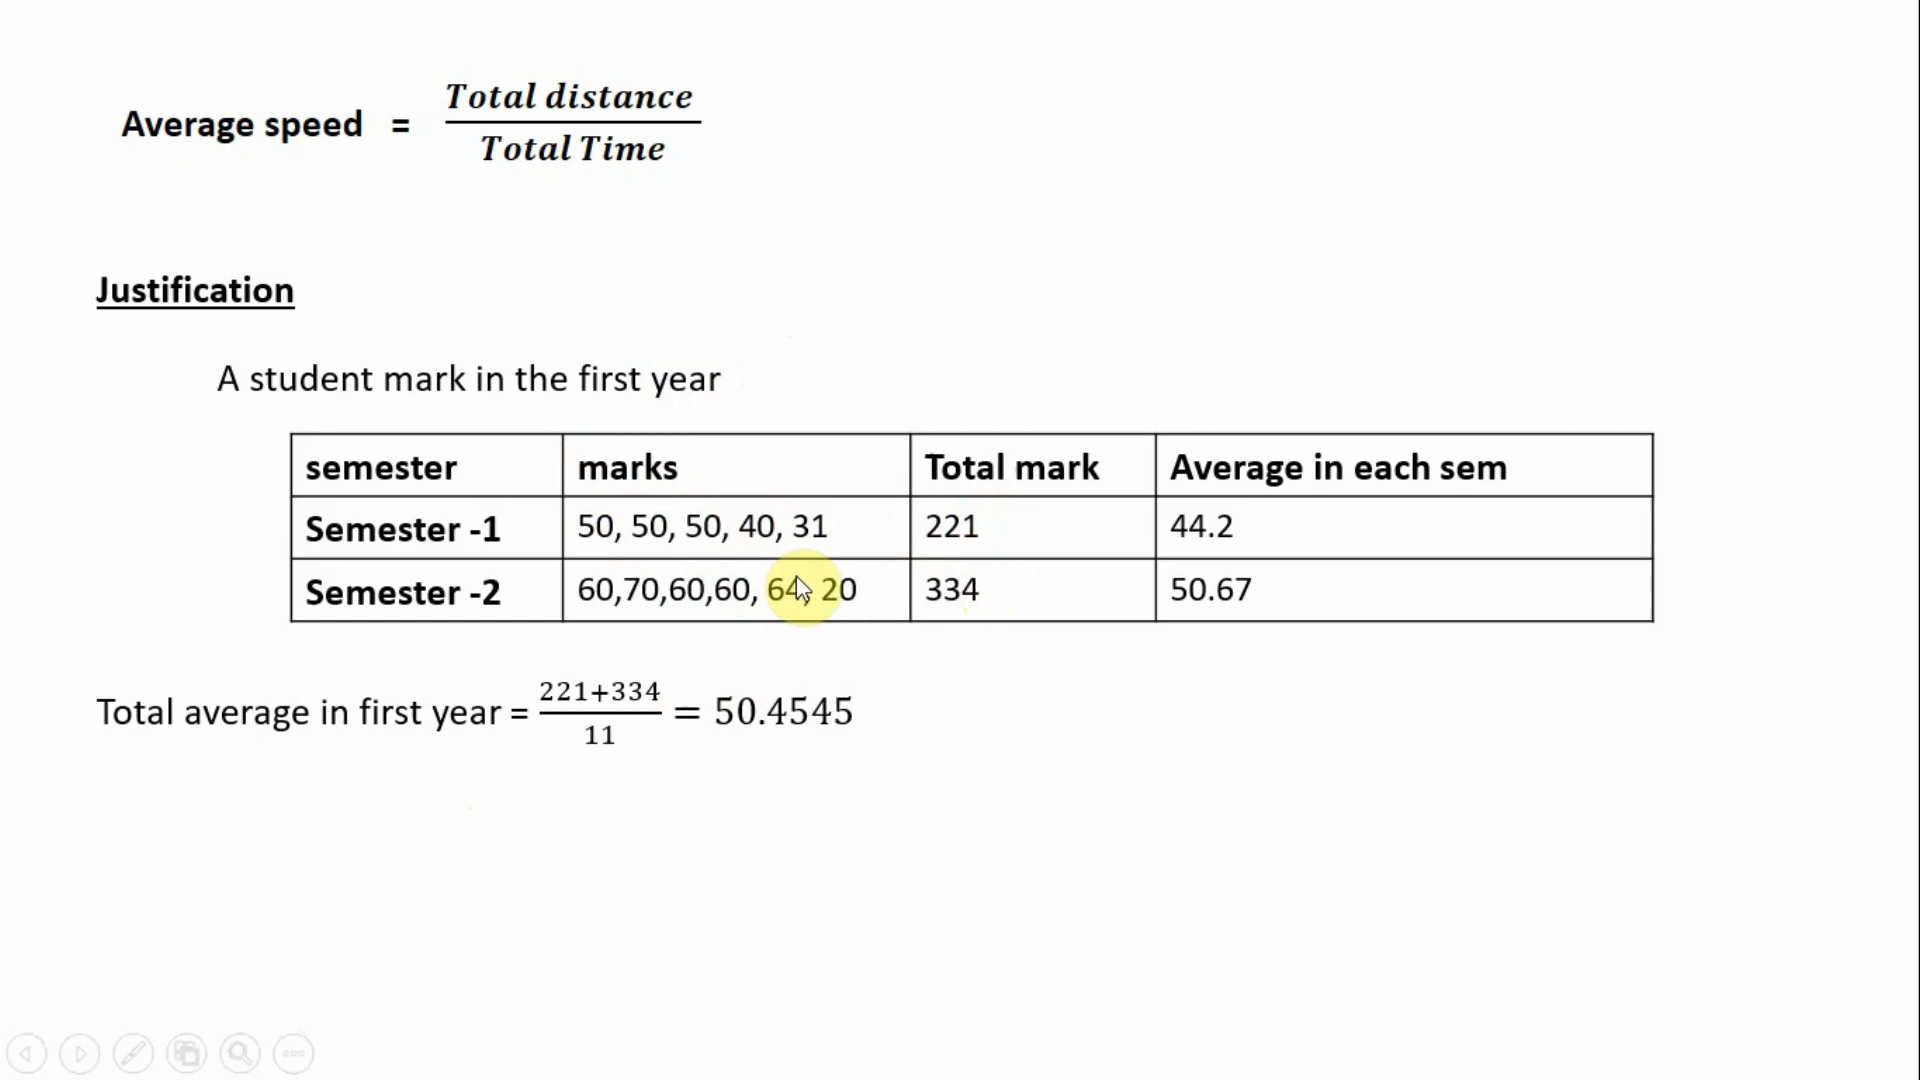 Average speed = Total distance / Total Time
Justification
A student mark in the first year
semester marks Total mark Average in each sem
Semester -1 50, 50, 50, 40, 31 221 44.2
Semester -2 60,70,60,60, 64, 20 334 50.67
Total average in first year = 221+334 / 11 = 50.4545